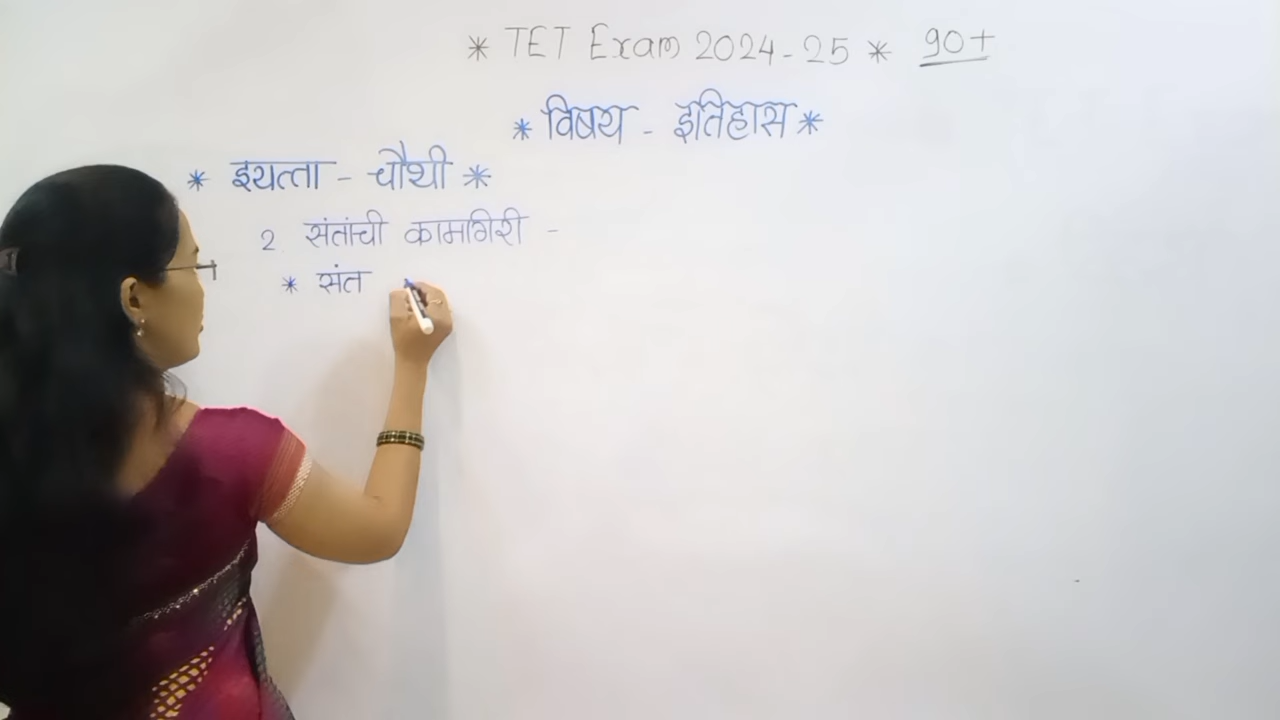 * TET Exam 2024-25 * 90+
* विषय - इतिहास *
* इयत्ता - चौथी *
2. संतांची कामगिरी -
* संत